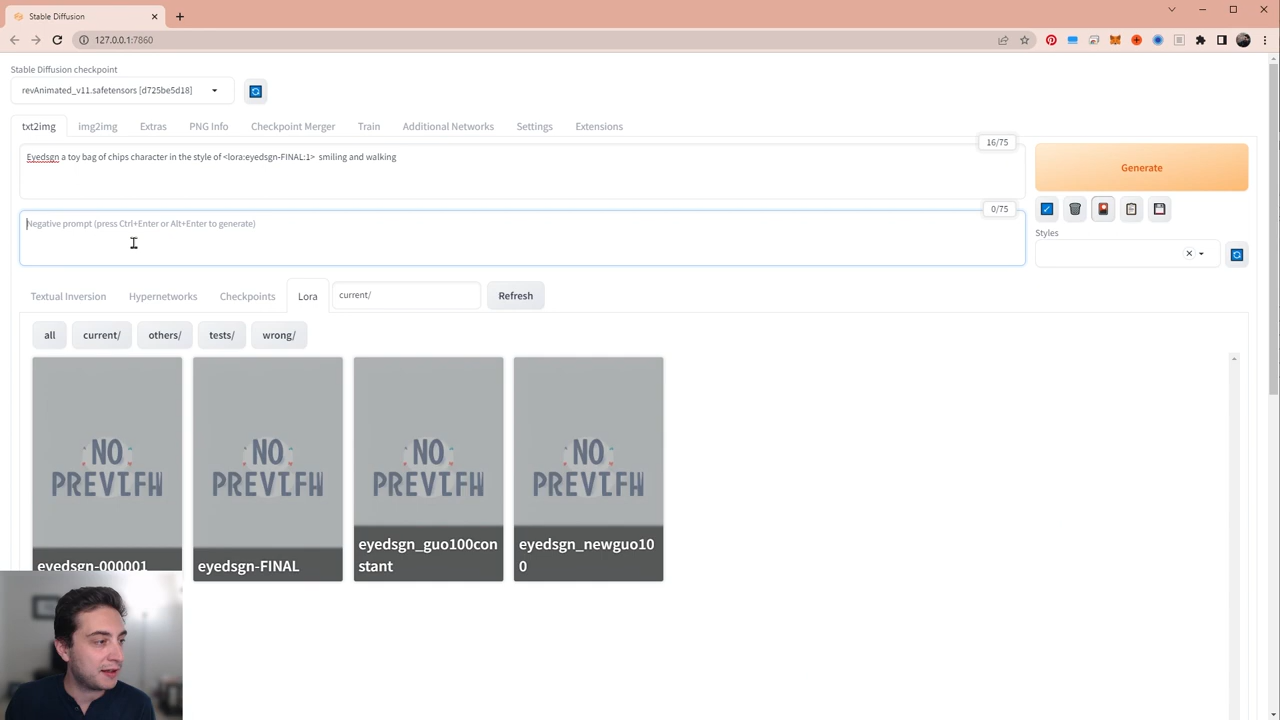 Stable Diffusion
127.0.0.1:7860
Stable Diffusion checkpoint
revAnimated_v11.safetensors [d725be5d18]
txt2img
img2img
Extras
PNG Info
Checkpoint Merger
Train
Additional Networks
Settings
Extensions
16/75
Eyedsgn a toy bag of chips character in the style of <lora:eyedsgn-FINAL:1>  smiling and walking
Generate
0/75
Negative prompt (press Ctrl+Enter or Alt+Enter to generate)
Styles
Textual Inversion
Hypernetworks
Checkpoints
Lora
current/
Refresh
all
current/
others/
tests/
wrong/
NO
NO
NO
NO
eyedsgn-000001
eyedsgn-FINAL
eyedsgn_guo100con
stant
eyedsgn_newguo10
0